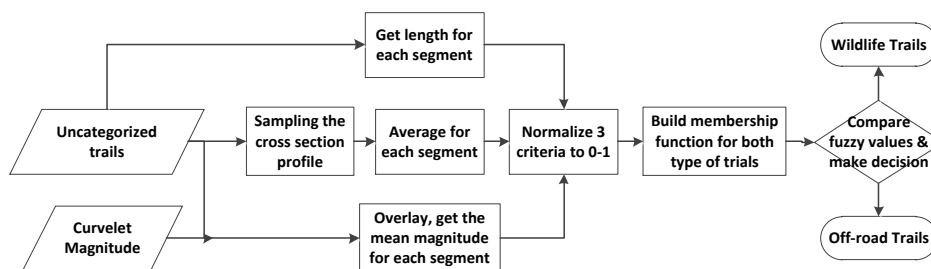 Get length for
each segment
Wildlife Trails
Uncategorized
trails
Sampling the
cross section
profile
Average for
each segment
Normalize 3
criteria to 0-1
Build membership
function for both
type of trials
Compare
fuzzy values &
make decision
Curvelet
Magnitude
Overlay, get the
mean magnitude
for each segment
Off-road Trails